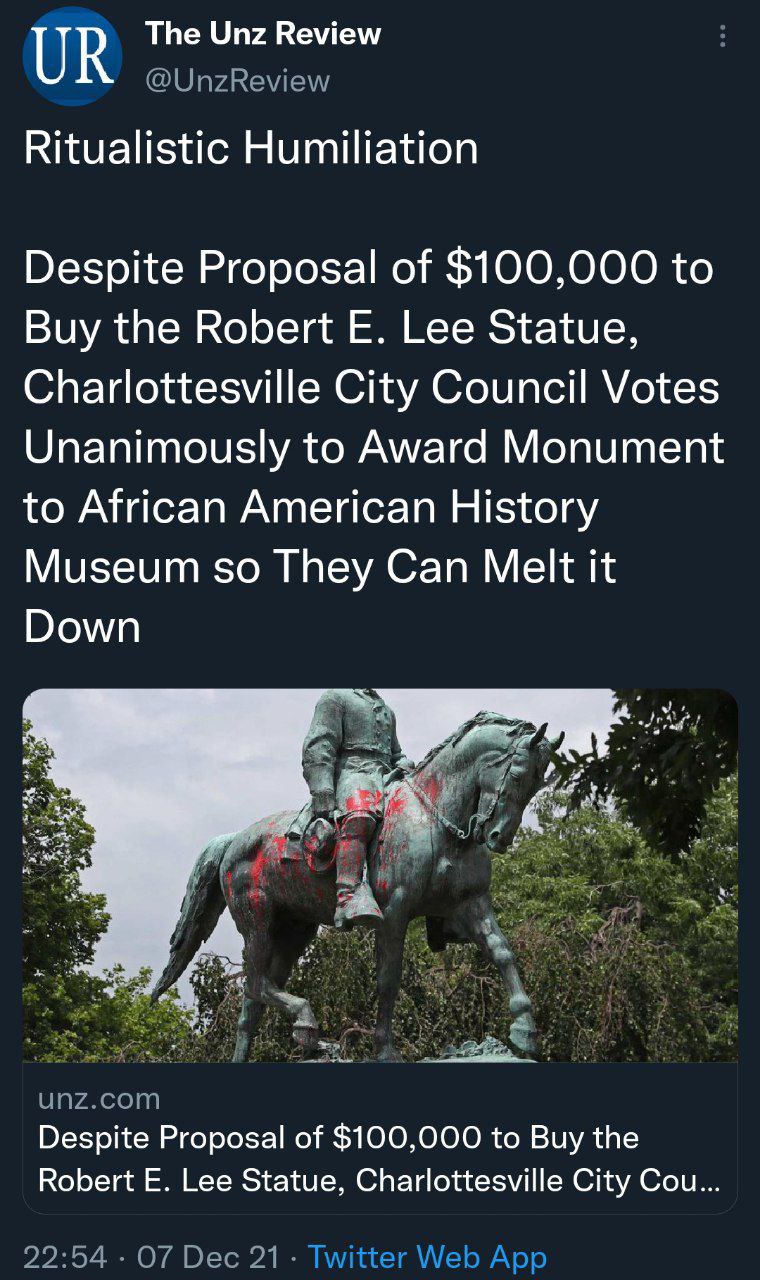 UR
The Unz Review
@UnzReview
Ritualistic Humiliation
Despite Proposal of $100,000 to
Buy the Robert E. Lee Statue,
Charlottesville City Council Votes
Unanimously to Award Monument
to African American History
Museum so They Can Melt it
Down
unz.com
Despite Proposal of $100,000 to Buy the
Robert E. Lee Statue, Charlottesville City Cou...
22:54 · 07 Dec 21 · Twitter Web App